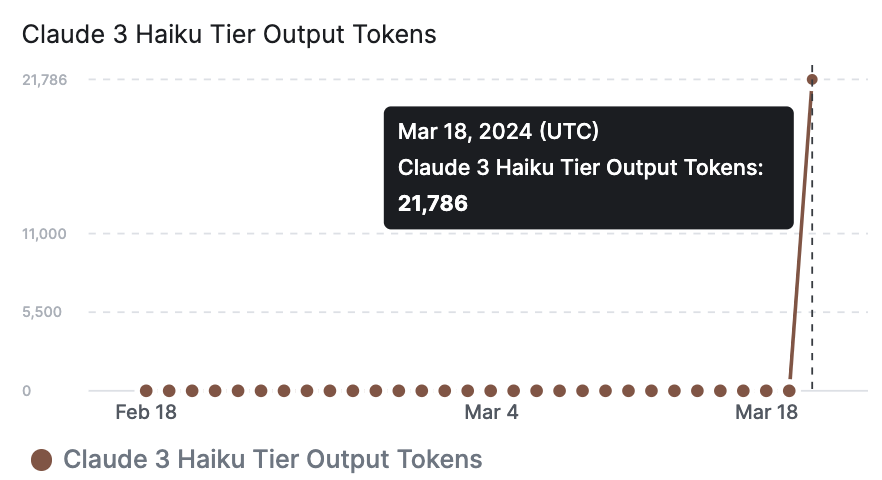 Claude 3 Haiku Tier Output Tokens
21,786
Mar 18, 2024 (UTC)
Claude 3 Haiku Tier Output Tokens:
21,786
11,000
5,500
0
Feb 18
Mar 4
Mar 18
Claude 3 Haiku Tier Output Tokens